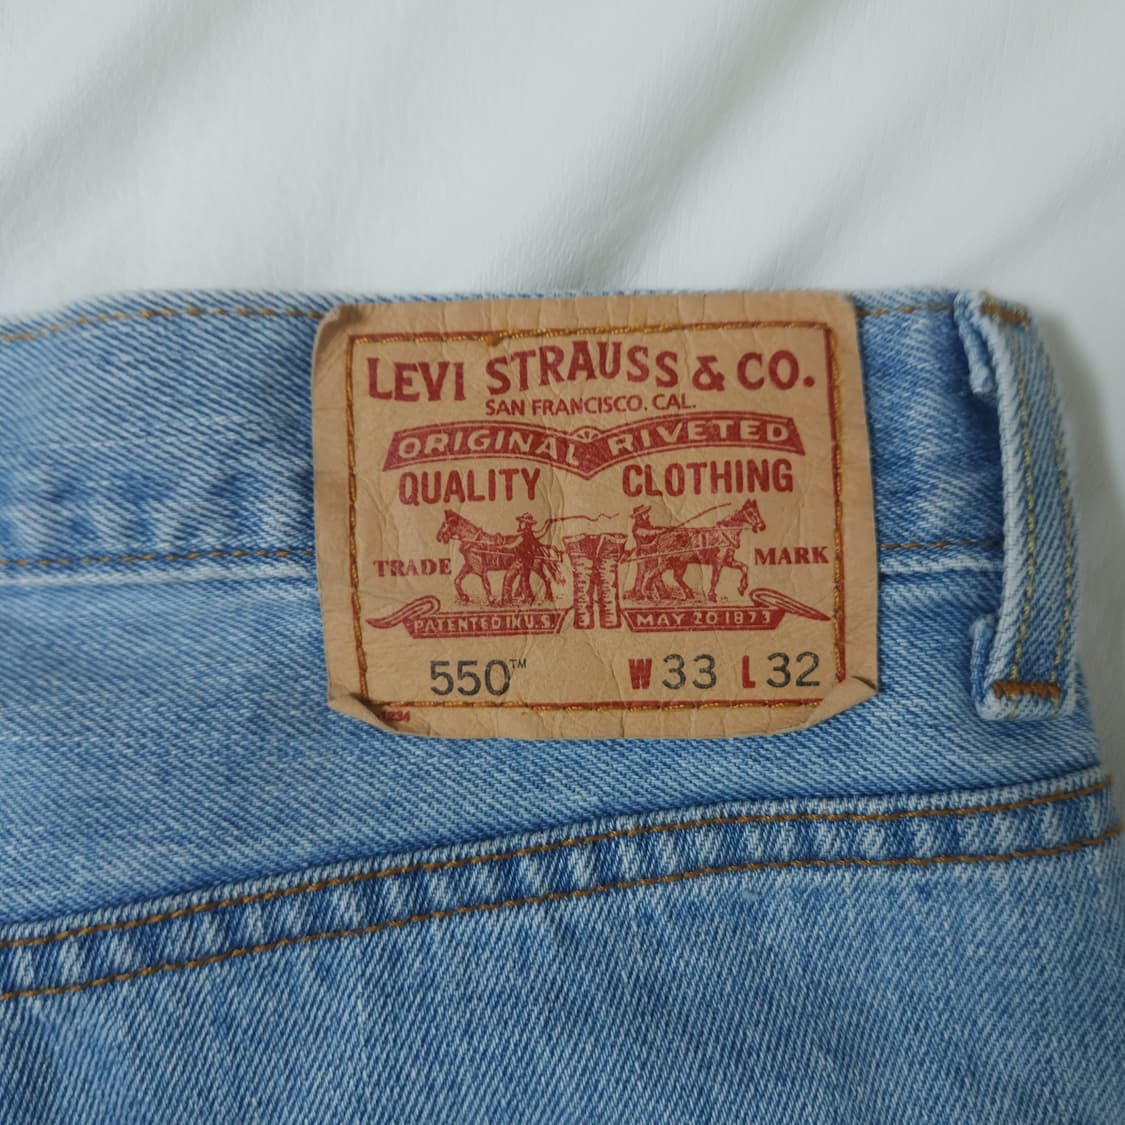 LEVI STRAUSS & CO.
SAN FRANCISCO, CAL.
ORIGINAL RIVETED
QUALITY CLOTHING
TRADE MARK
PATENTED IN U.S. MAY 20 1873
550™ W 33 L 32